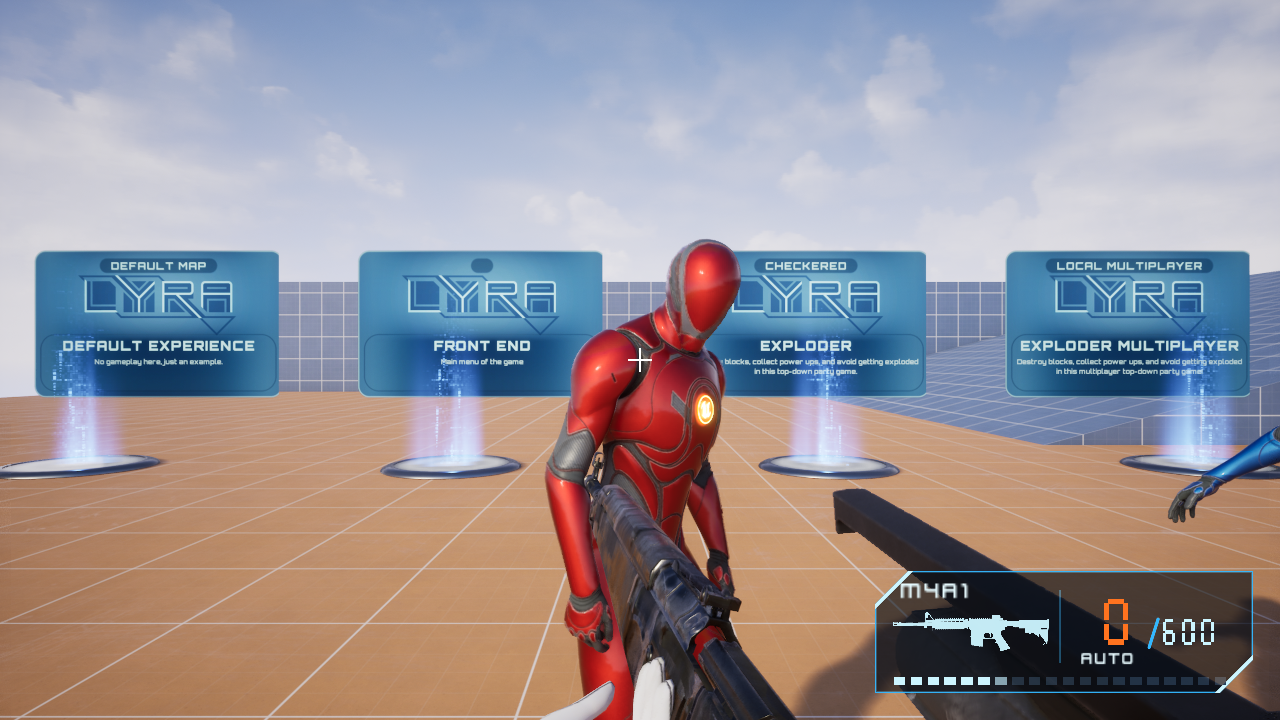 DEFAULT MAP
LYRA
DEFAULT EXPERIENCE
No gameplay here, just an example.
LYRA
FRONT END
Main menu of the game
CHECKERED
LYRA
EXPLODER
blocks, collect power ups, and avoid getting exploded
in this top-down party game.
LOCAL MULTIPLAYER
LYRA
EXPLODER MULTIPLAYER
Destroy blocks, collect power ups, and avoid getting exploded
in this multiplayer top-down party game.
M4A1
0 /600
AUTO